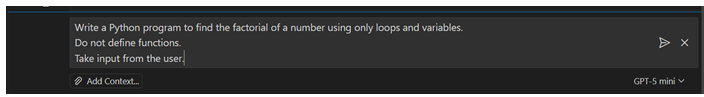 Write a Python program to find the factorial of a number using only loops and variables.
Do not define functions.
Take input from the user.
Add Context...
GPT-5 mini